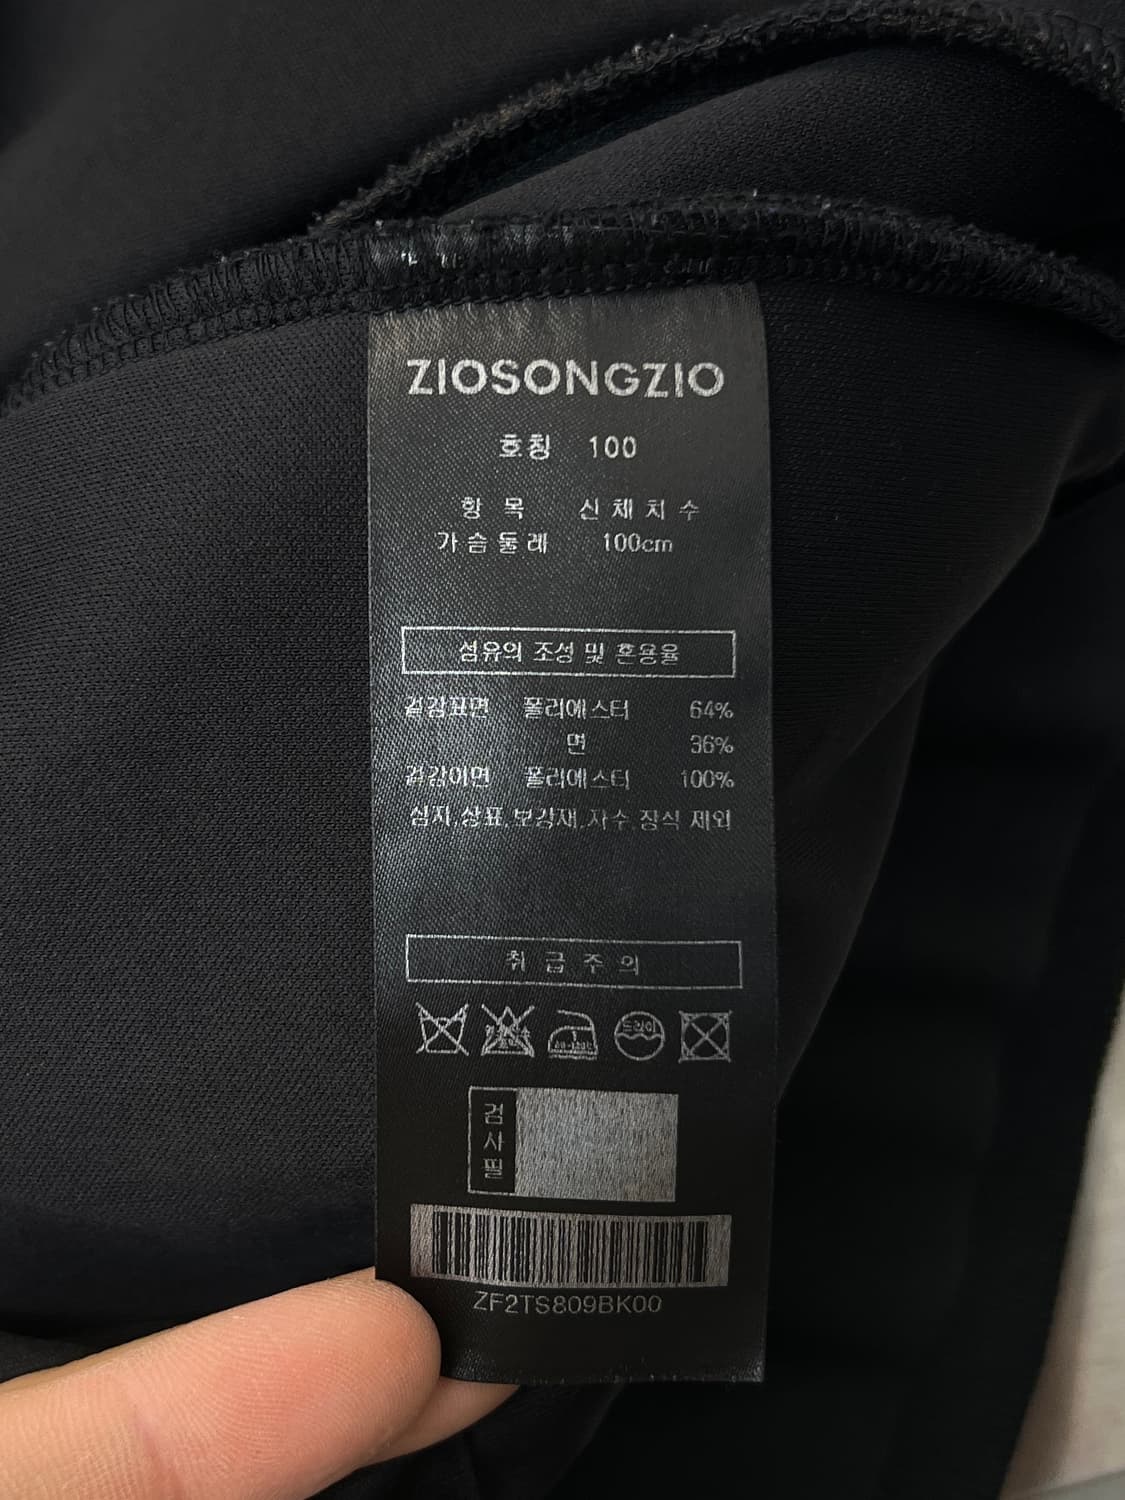 ZIOSONGZIO
호칭 100
항목 신체치수
가슴둘레 100cm
섬유의 조성 및 혼용율
겉감표면 폴리에스터 64%
면 36%
겉감이면 폴리에스터 100%
심지,상표,보강재,자수,장식 제외
취급주의
드라이
검사필
ZF2TS809BK00